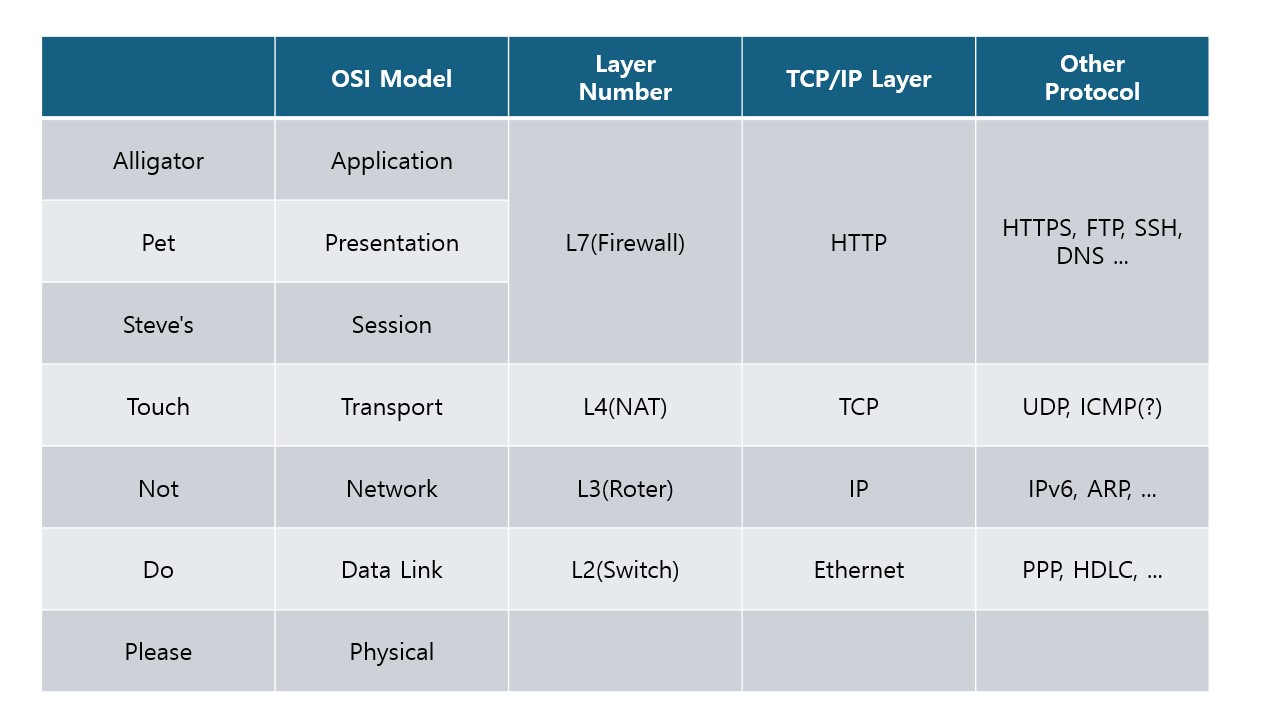 OSI Model
Layer
Number
TCP/IP Layer
Other
Protocol
Alligator
Application
Pet
Presentation
L7(Firewall)
HTTP
HTTPS, FTP, SSH,
DNS ...
Steve's
Session
Touch
Transport
L4(NAT)
TCP
UDP, ICMP(?)
Not
Network
L3(Roter)
IP
IPv6, ARP, ...
Do
Data Link
L2(Switch)
Ethernet
PPP, HDLC, ...
Please
Physical